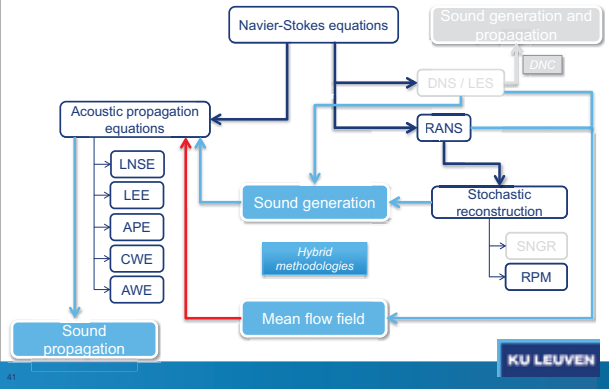 Navier-Stokes equations
Sound generation and
propagation
DNC
DNS / LES
Acoustic propagation
equations
RANS
LNSE
LEE
APE
CWE
AWE
Sound generation
Stochastic
reconstruction
SNGR
RPM
Hybrid
methodologies
Mean flow field
Sound
propagation
KU LEUVEN
41